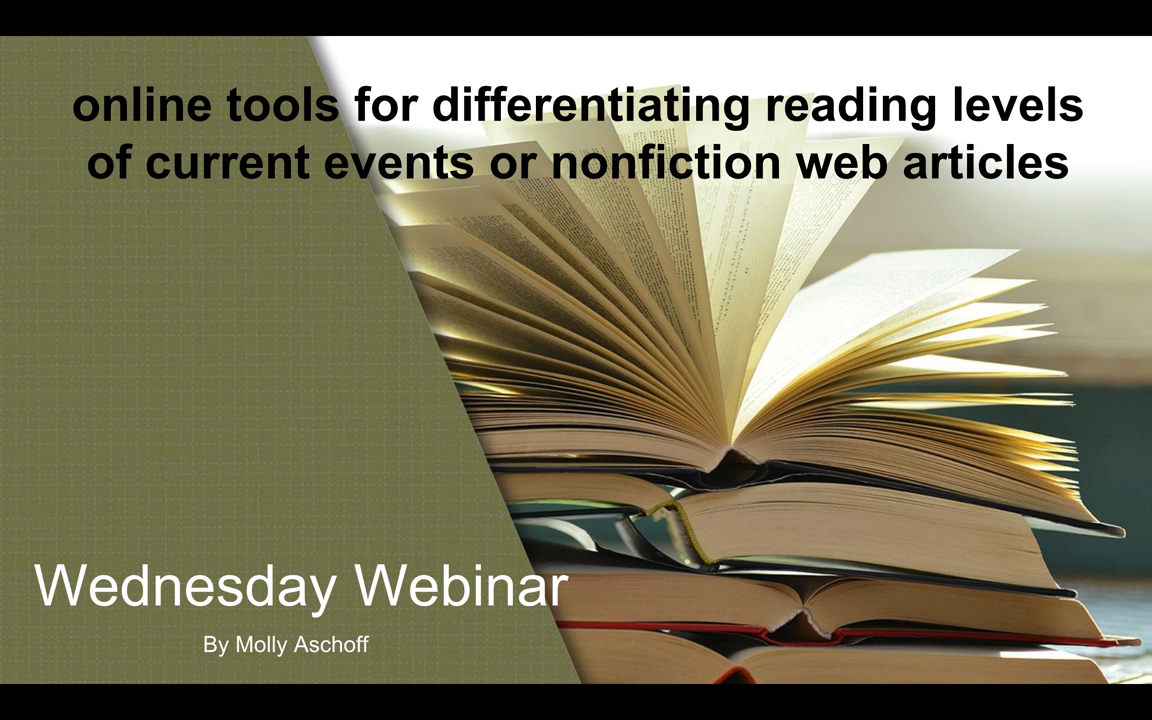 online tools for differentiating reading levels
of current events or nonfiction web articles
Wednesday Webinar
By Molly Aschoff